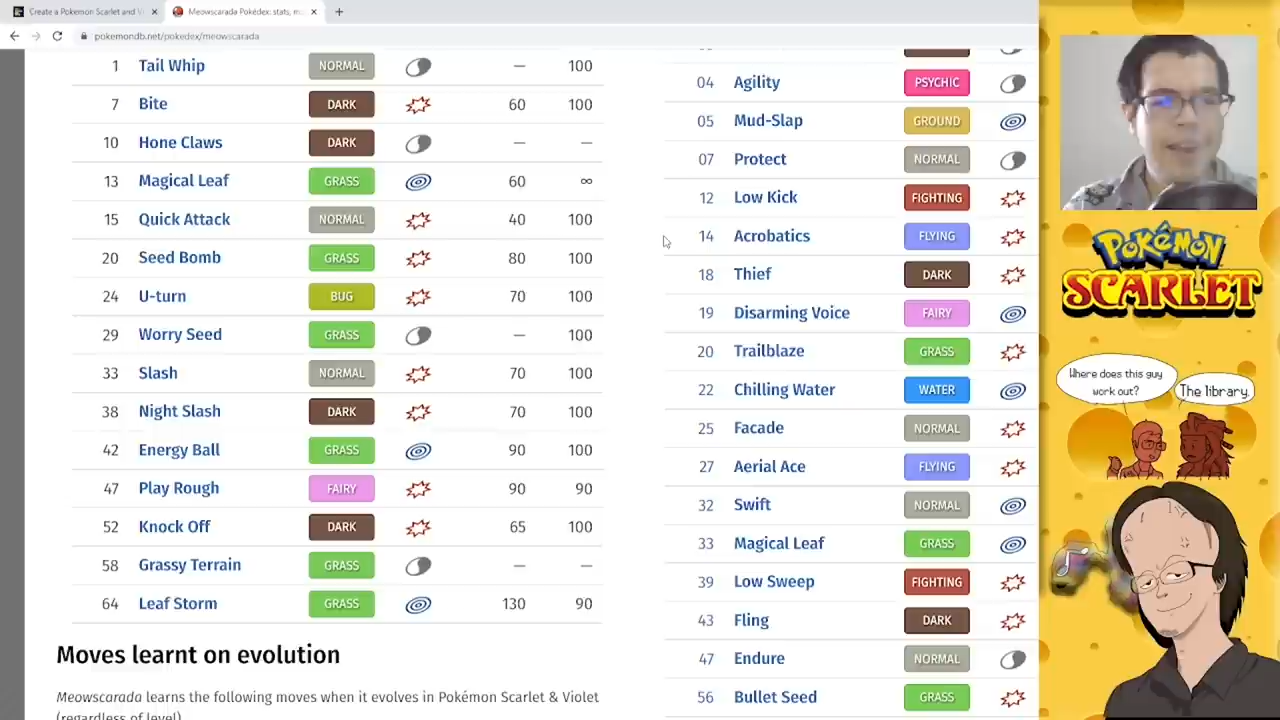 Create a Pokemon Scarlet and Vi
Meowscarada Pokédex: stats, mo
pokemondb.net/pokedex/meowscarada
1 Tail Whip NORMAL — 100
7 Bite DARK 60 100
10 Hone Claws DARK — —
13 Magical Leaf GRASS 60 ∞
15 Quick Attack NORMAL 40 100
20 Seed Bomb GRASS 80 100
24 U-turn BUG 70 100
29 Worry Seed GRASS — 100
33 Slash NORMAL 70 100
38 Night Slash DARK 70 100
42 Energy Ball GRASS 90 100
47 Play Rough FAIRY 90 90
52 Knock Off DARK 65 100
58 Grassy Terrain GRASS — —
64 Leaf Storm GRASS 130 90
Moves learnt on evolution
Meowscarada learns the following moves when it evolves in Pokémon Scarlet & Violet
(regardless of level)
04 Agility PSYCHIC
05 Mud-Slap GROUND
07 Protect NORMAL
12 Low Kick FIGHTING
14 Acrobatics FLYING
18 Thief DARK
19 Disarming Voice FAIRY
20 Trailblaze GRASS
22 Chilling Water WATER
25 Facade NORMAL
27 Aerial Ace FLYING
32 Swift NORMAL
33 Magical Leaf GRASS
39 Low Sweep FIGHTING
43 Fling DARK
47 Endure NORMAL
56 Bullet Seed GRASS
POKéMON
SCARLET
Where does this guy
work out?
The library.